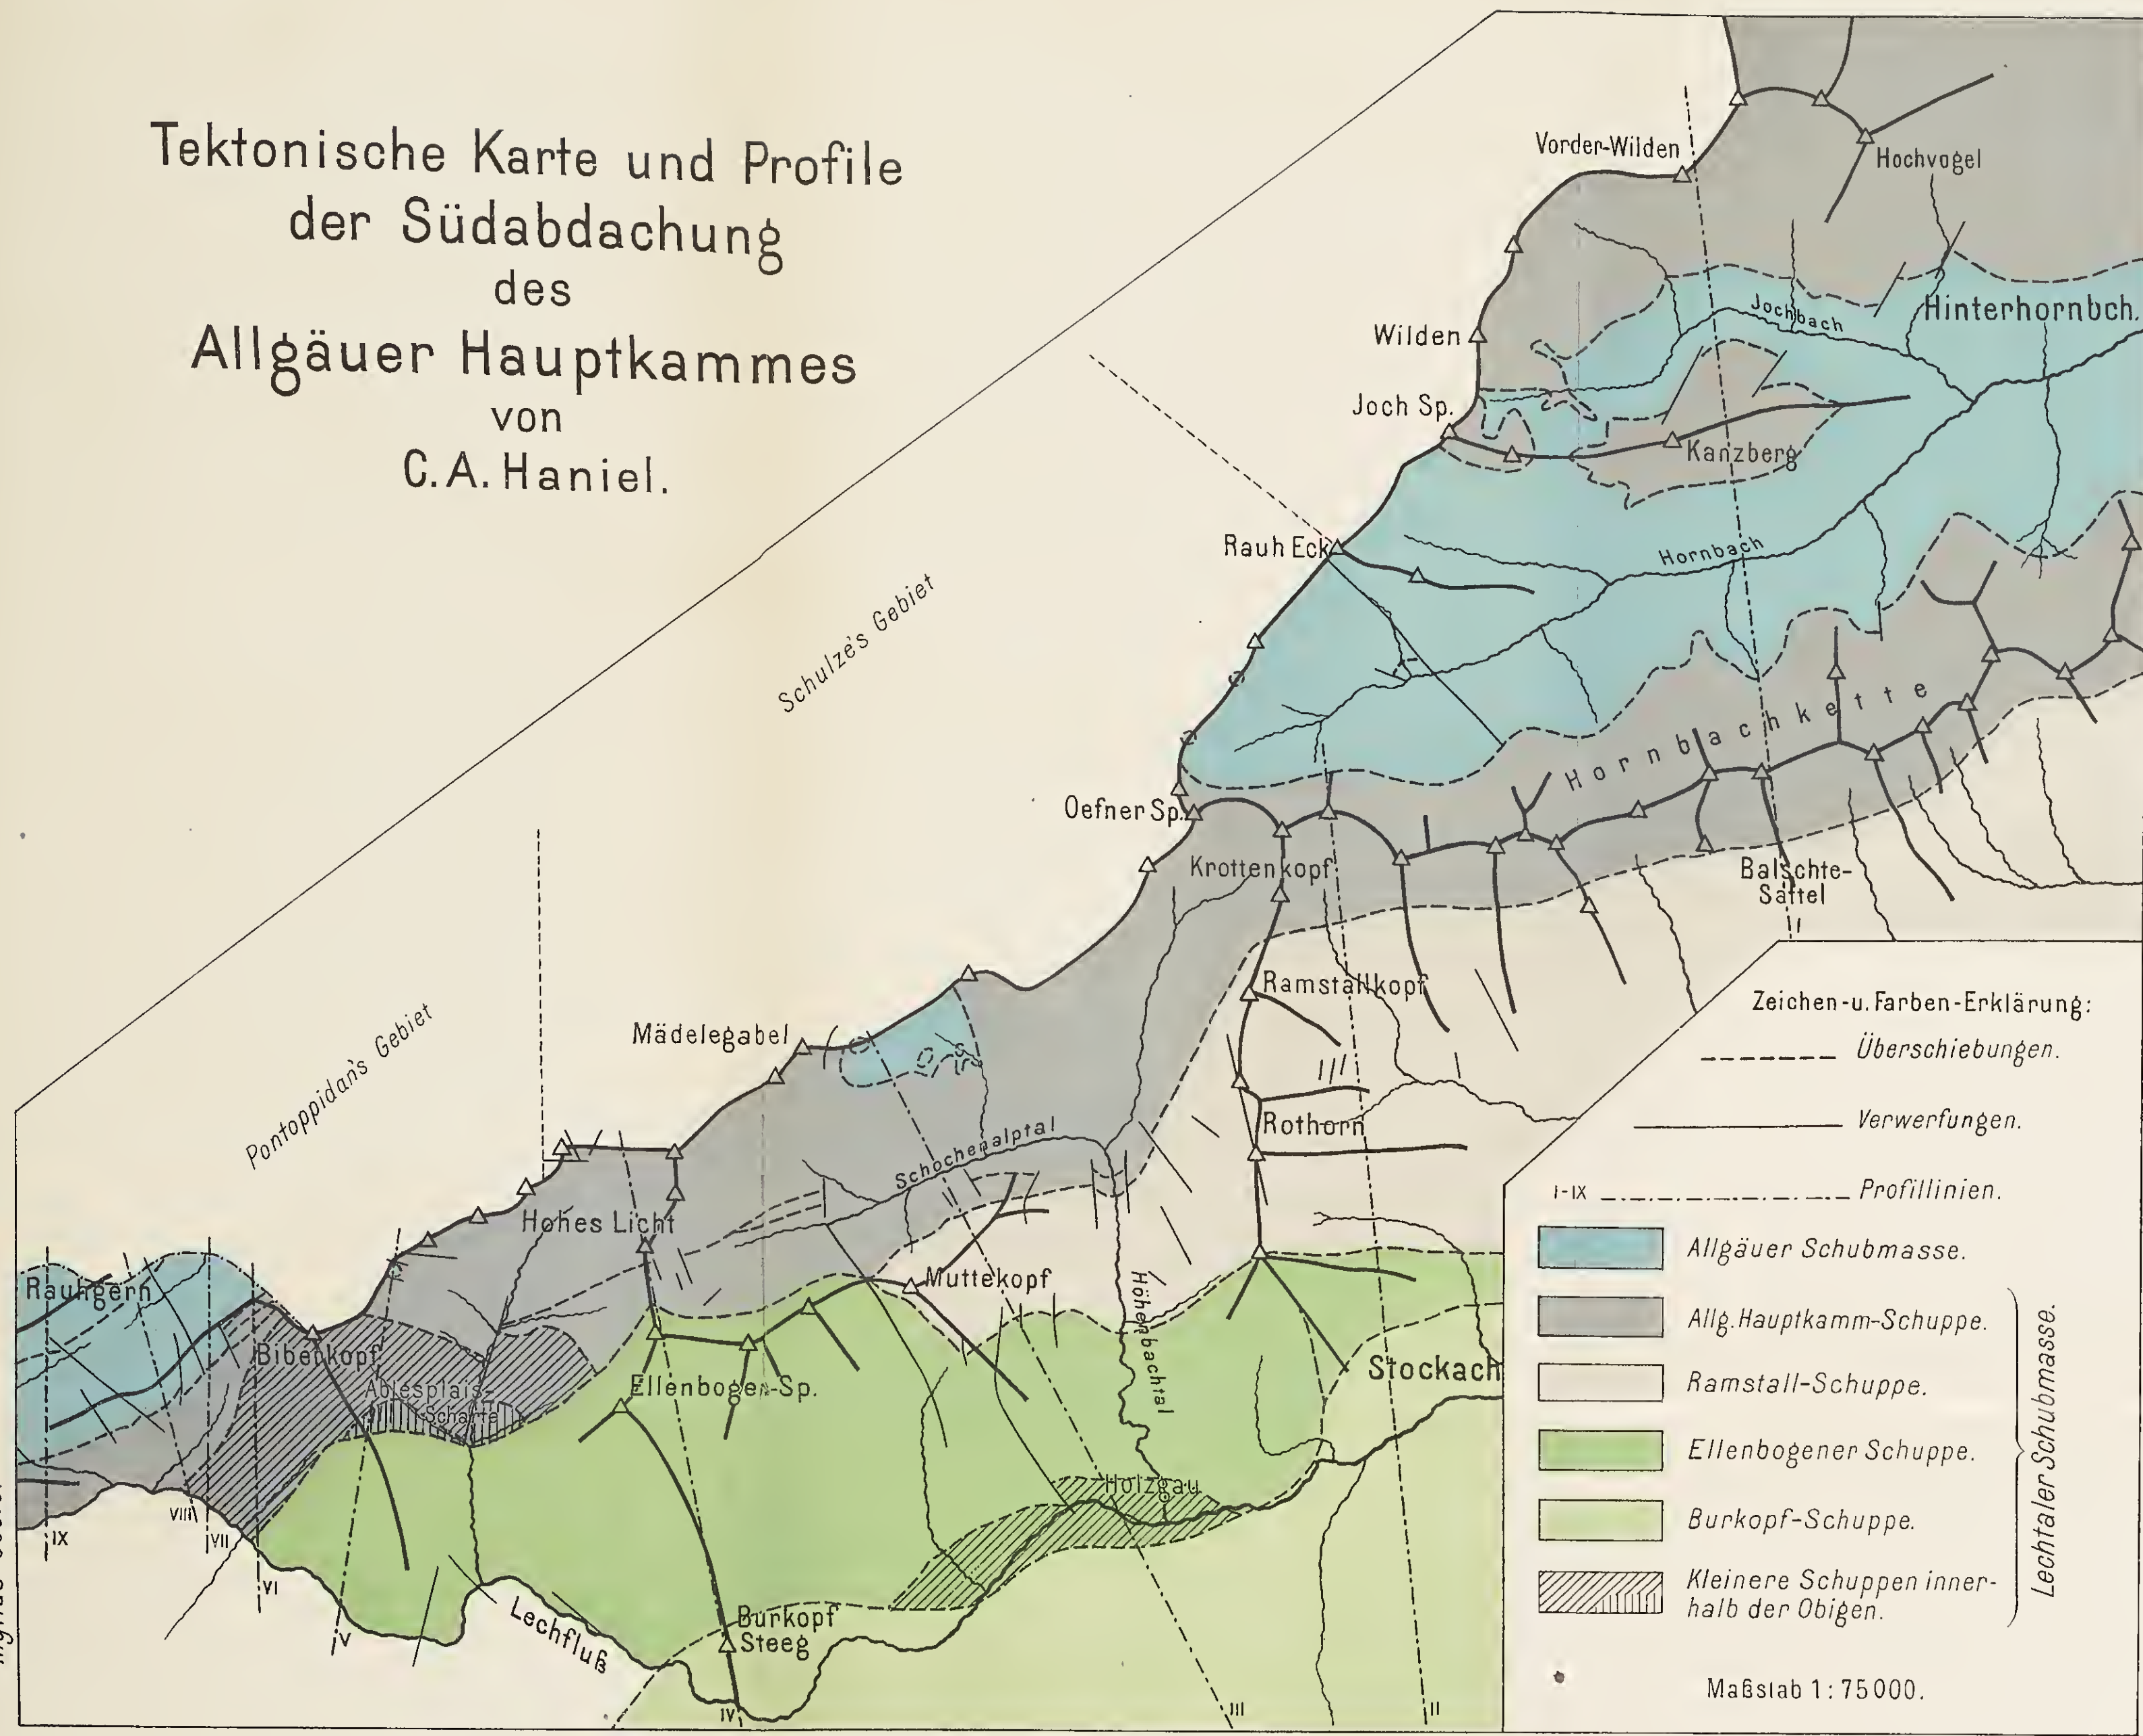 Tektonische Karte und Profile
der Südabdachung
des
Allgäuer Hauptkammes
von
C. A. Haniel.
Vorder-Wilden
Hochvogel
Jochbach
Hinterhornbch.
Wilden
Joch Sp.
Kanzberg
Rauh Eck
Hornbach
Schulze's Gebiet
Hornbachkette
Oefner Sp.
Krottenkopf
Balschte-
Sattel
I
Ramstallkopf
Mädelegabel
Pontoppidan's Gebiet
Rothorn
Schochenalptal
Hohes Licht
Rauhgern
Muttekopf
Höhenbachtal
Biberkopf
Ablesplais-
Scharte
Ellenbogen-Sp.
Stockach
Holzgau
IX
VIII
VII
VI
V
Lechfluß
Burkopf
Steeg
IV
III
II
Zeichen-u. Farben-Erklärung:
Überschiebungen.
Verwerfungen.
I-IX Profillinien.
Allgäuer Schubmasse.
Allg. Hauptkamm-Schuppe.
Ramstall-Schuppe.
Ellenbogener Schuppe.
Burkopf-Schuppe.
Kleinere Schuppen inner-
halb der Obigen.
Lechtaler Schubmasse.
Maßstab 1:75000.